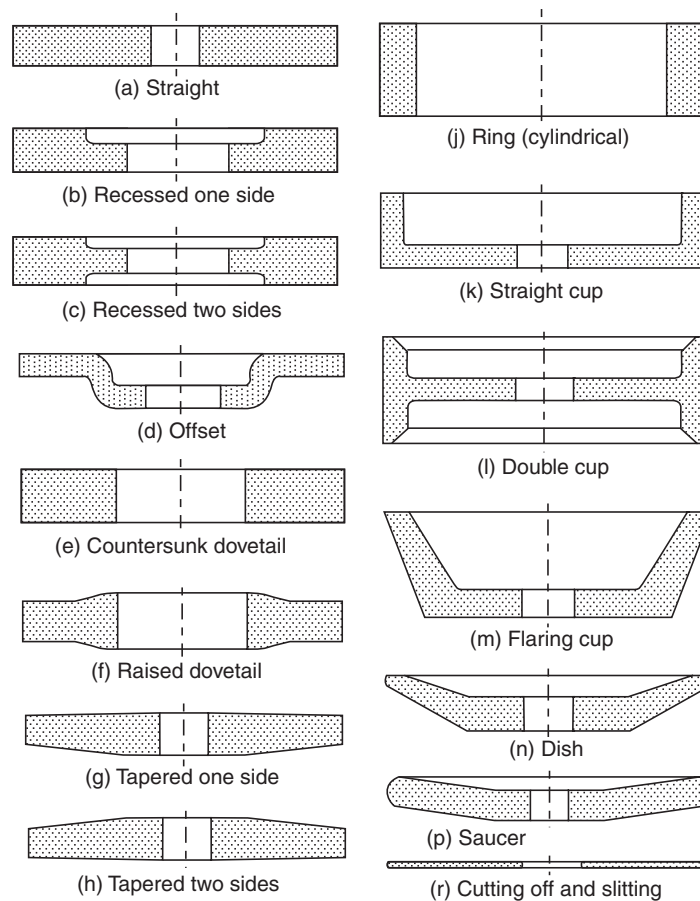 (a) Straight
(b) Recessed one side
(c) Recessed two sides
(d) Offset
(e) Countersunk dovetail
(f) Raised dovetail
(g) Tapered one side
(h) Tapered two sides
(j) Ring (cylindrical)
(k) Straight cup
(l) Double cup
(m) Flaring cup
(n) Dish
(p) Saucer
(r) Cutting off and slitting